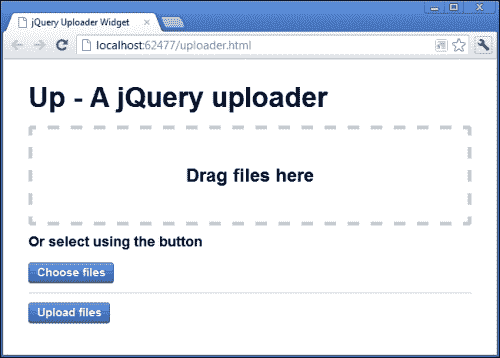 jQuery Uploader Widget
localhost:62477/uploader.html
Up - A jQuery uploader
Drag files here
Or select using the button
Choose files
Upload files